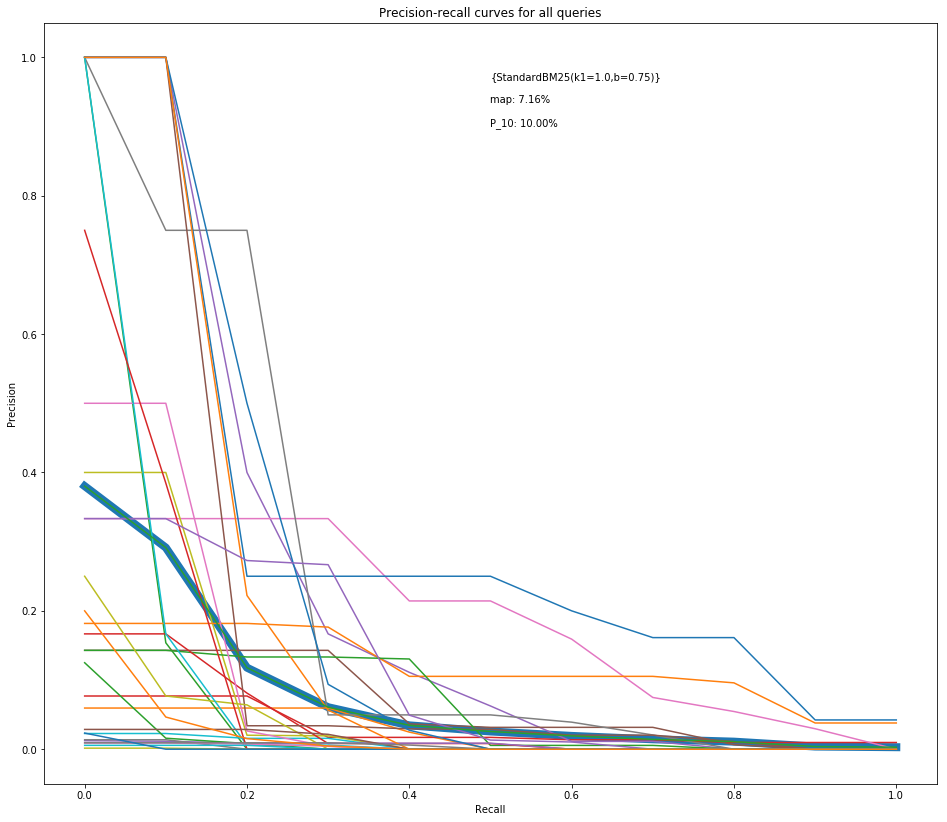 Precision-recall curves for all queries
{StandardBM25(k1=1.0,b=0.75)}
map: 7.16%
P_10: 10.00%
1.0
0.8
0.6
0.4
0.2
0.0
Precision
0.0 0.2 0.4 0.6 0.8 1.0
Recall